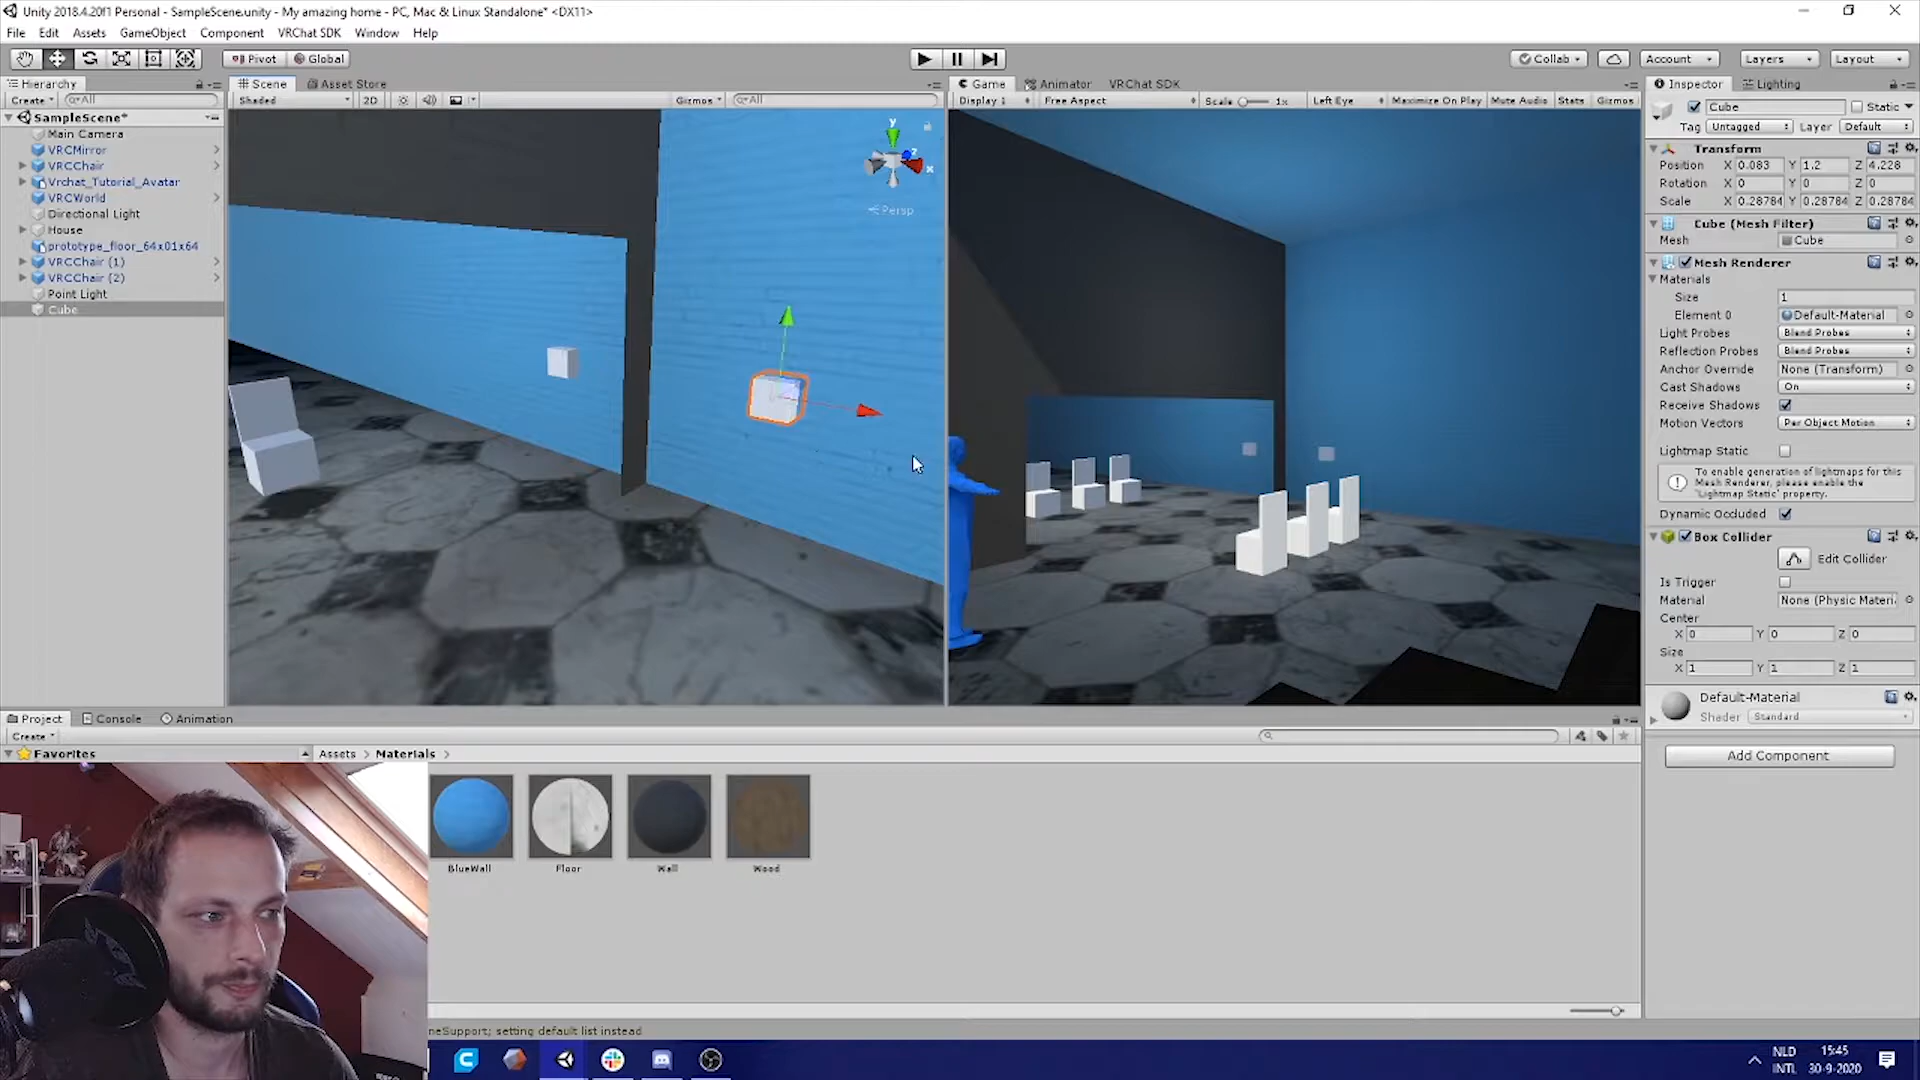 Unity 2018.4.20f1 Personal - SampleScene.unity - My amazing home - PC, Mac & Linux Standalone* <DX11>
File Edit Assets GameObject Component VRChat SDK Window Help
Pivot Global Collab Account Layers Layout
Hierarchy
Create All
SampleScene*
Main Camera
VRCMirror
VRCChair
Vrchat_Tutorial_Avatar
VRCWorld
Directional Light
House
prototype_floor_64x01x64
VRCChair (1)
VRCChair (2)
Point Light
Cube
Scene Asset Store
Shaded 2D Gizmos All
y
z
x
Persp
Game Animator VRChat SDK
Display 1 Free Aspect Scale 1x Left Eye Maximize On Play Mute Audio Stats Gizmos
Inspector Lighting
Cube Static
Tag Untagged Layer Default
Transform
Position X 0.083 Y 1.2 Z 4.228
Rotation X 0 Y 0 Z 0
Scale X 0.28784 Y 0.28784 Z 0.28784
Cube (Mesh Filter)
Mesh Cube
Mesh Renderer
Materials
Size 1
Element 0 Default-Material
Light Probes Blend Probes
Reflection Probes Blend Probes
Anchor Override None (Transform)
Cast Shadows On
Receive Shadows
Motion Vectors Per Object Motion
Lightmap Static
To enable generation of lightmaps for this
Mesh Renderer, please enable the
'Lightmap Static' property.
Dynamic Occluded
Box Collider
Edit Collider
Is Trigger
Material None (Physic Materi
Center
X 0 Y 0 Z 0
Size
X 1 Y 1 Z 1
Default-Material
Shader Standard
Add Component
Project Console Animation
Create
Favorites
Assets > Materials >
BlueWall Floor Wall Wood
neSupport; setting default list instead
NLD
INTL
15:45
30-9-2020